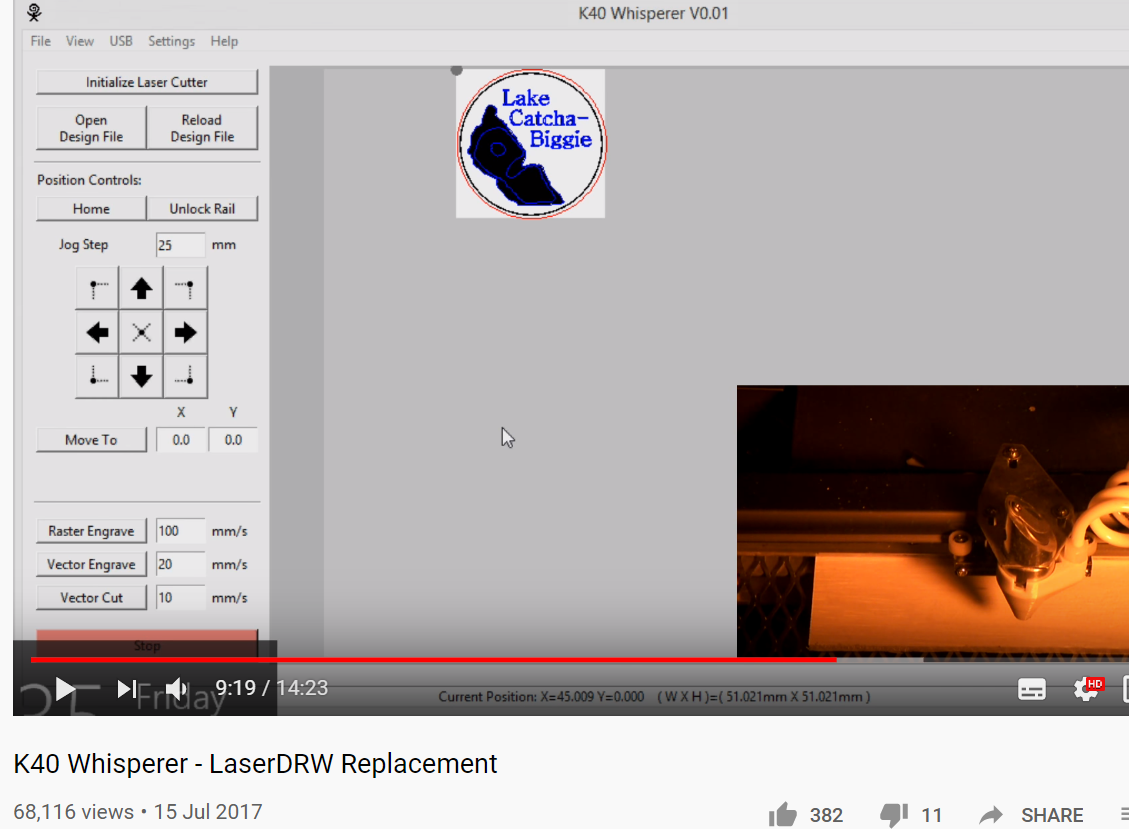 K40 Whisperer V0.01
File View USB Settings Help
Initialize Laser Cutter
Open
Design File
Reload
Design File
Position Controls:
Home
Unlock Rail
Jog Step 25 mm
X Y
Move To 0.0 0.0
Raster Engrave 100 mm/s
Vector Engrave 20 mm/s
Vector Cut 10 mm/s
Stop
Lake
Catcha-
Biggie
25 Friday
9:19 / 14:23
Current Position: X=45.009 Y=0.000 ( W X H )=( 51.021mm X 51.021mm )
HD
K40 Whisperer - LaserDRW Replacement
68,116 views • 15 Jul 2017
382 11 SHARE